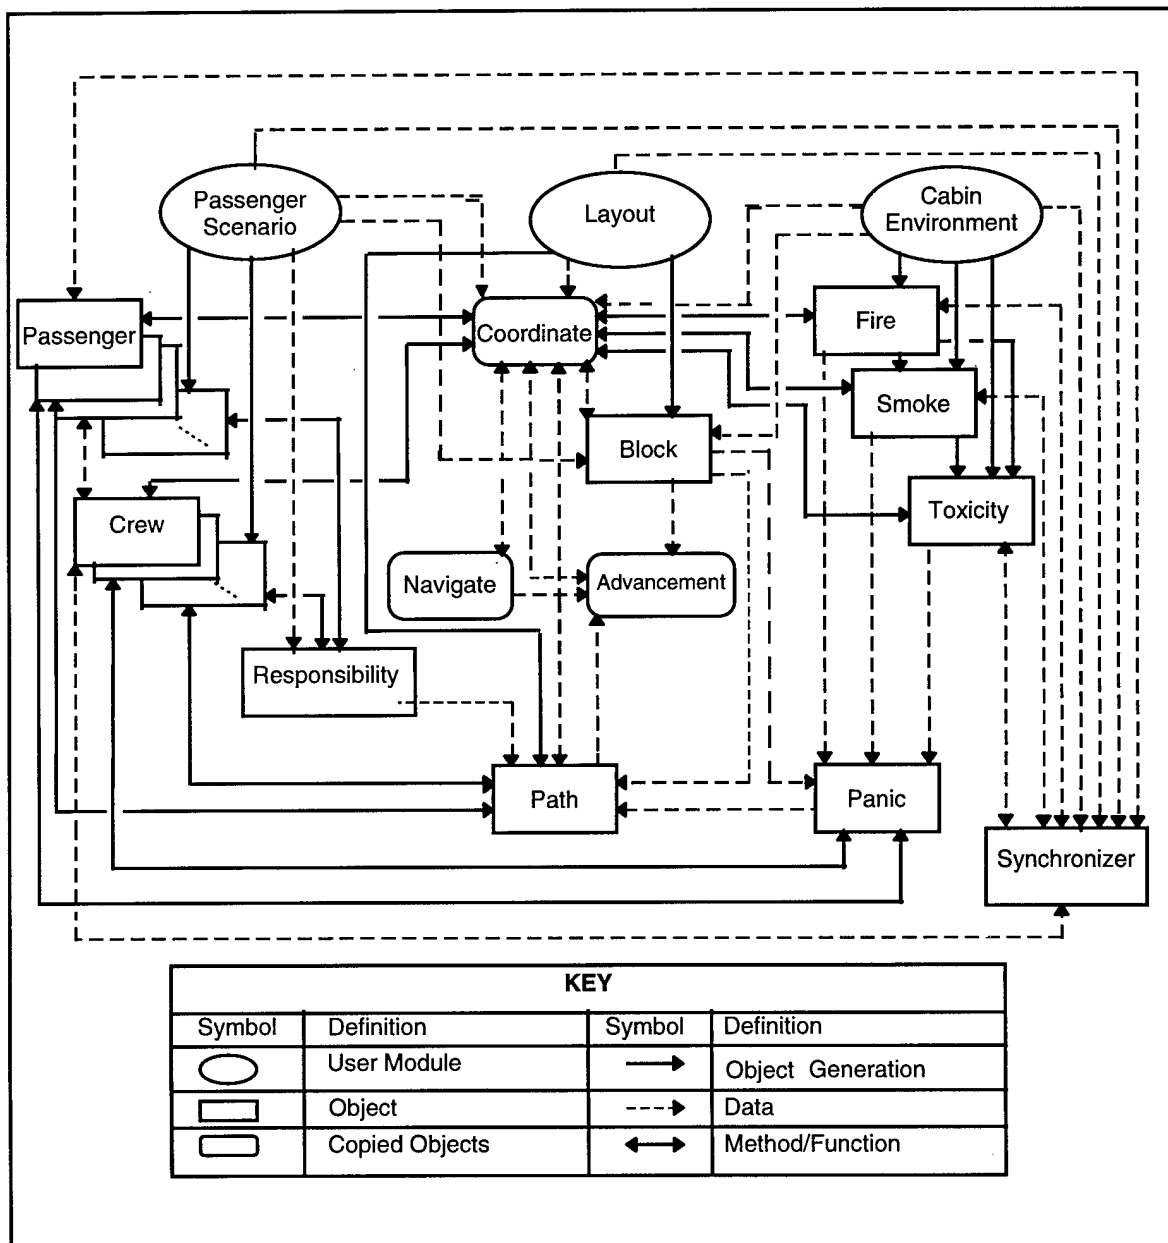 Passenger
Scenario
Layout
Cabin
Environment
Passenger
Coordinate
Fire
Smoke
Block
Toxicity
Crew
Navigate
Advancement
Responsibility
Path
Panic
Synchronizer
KEY
Symbol Definition Symbol Definition
User Module Object Generation
Object Data
Copied Objects Method/Function